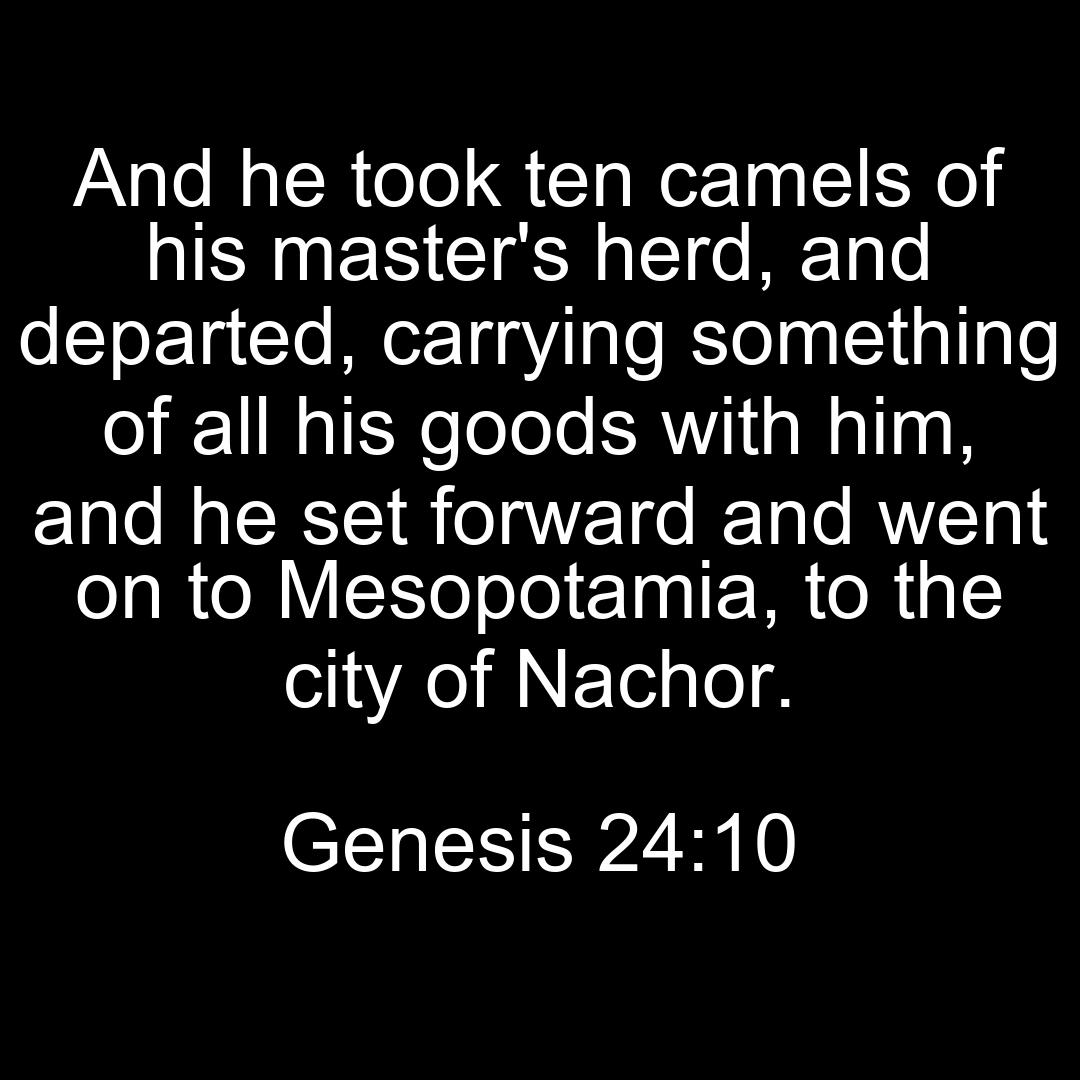 And he took ten camels of
his master's herd, and
departed, carrying something
of all his goods with him,
and he set forward and went
on to Mesopotamia, to the
city of Nachor.
Genesis 24:10